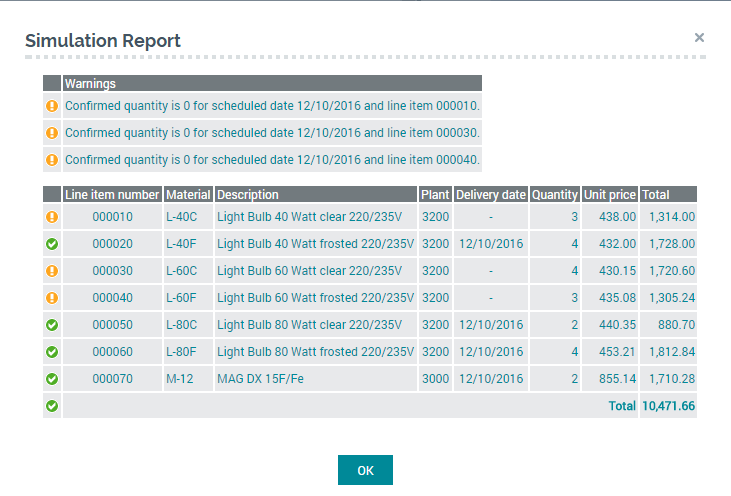 Simulation Report
×
Warnings
Confirmed quantity is 0 for scheduled date 12/10/2016 and line item 000010.
Confirmed quantity is 0 for scheduled date 12/10/2016 and line item 000030.
Confirmed quantity is 0 for scheduled date 12/10/2016 and line item 000040.
Line item number Material Description Plant Delivery date Quantity Unit price Total
000010 L-40C Light Bulb 40 Watt clear 220/235V 3200 - 3 438.00 1,314.00
000020 L-40F Light Bulb 40 Watt frosted 220/235V 3200 12/10/2016 4 432.00 1,728.00
000030 L-60C Light Bulb 60 Watt clear 220/235V 3200 - 4 430.15 1,720.60
000040 L-60F Light Bulb 60 Watt frosted 220/235V 3200 - 3 435.08 1,305.24
000050 L-80C Light Bulb 80 Watt clear 220/235V 3200 12/10/2016 2 440.35 880.70
000060 L-80F Light Bulb 80 Watt frosted 220/235V 3200 12/10/2016 4 453.21 1,812.84
000070 M-12 MAG DX 15F/Fe 3000 12/10/2016 2 855.14 1,710.28
Total 10,471.66
OK